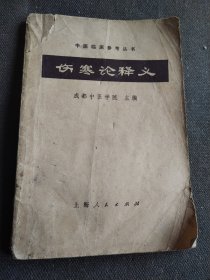 中医临床参考丛书
伤寒论释义
成都中医学院 主编
上海人民出版社